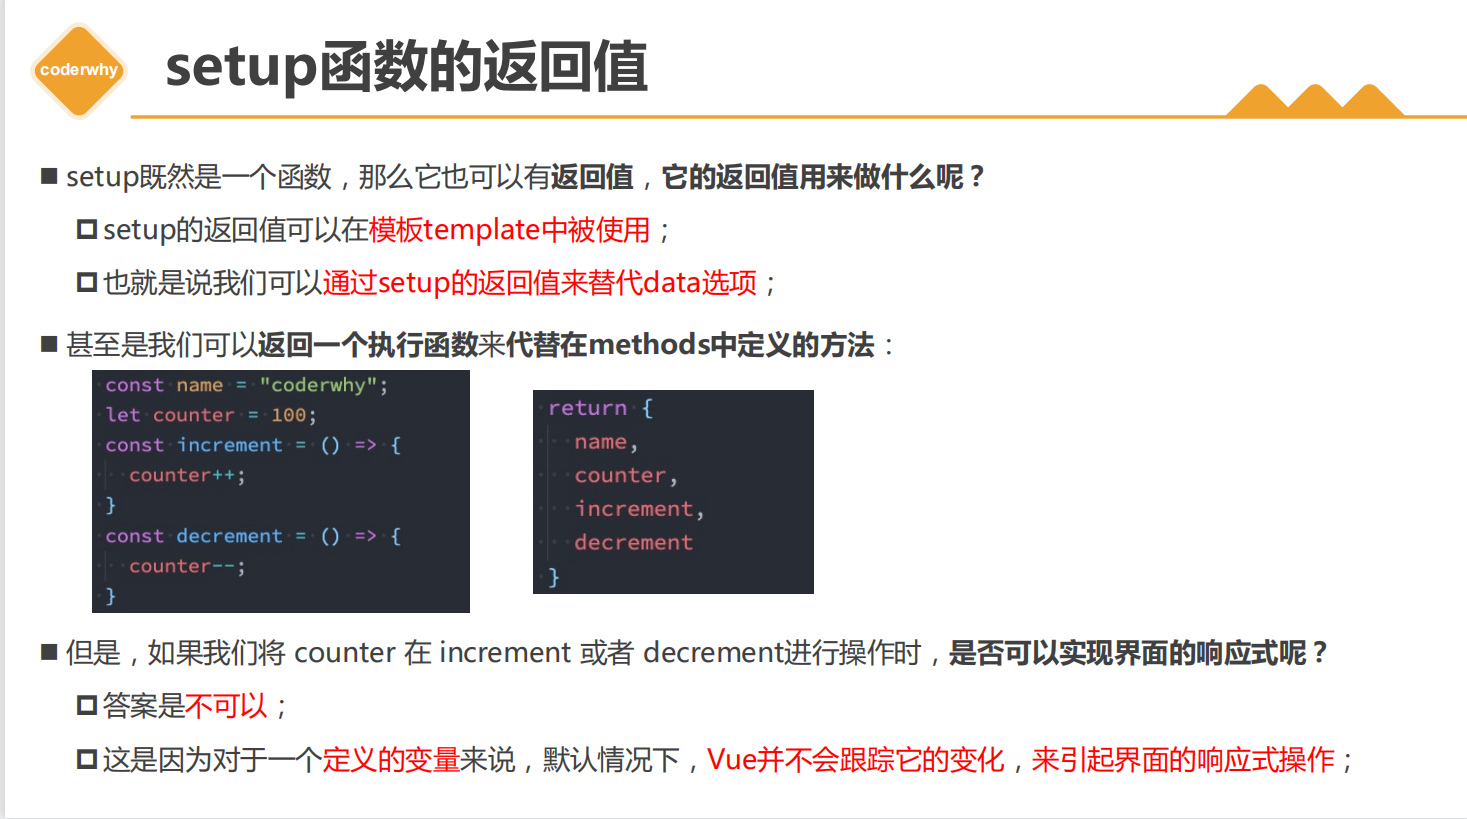 coderwhy
setup函数的返回值
setup既然是一个函数，那么它也可以有返回值，它的返回值用来做什么呢？
setup的返回值可以在模板template中被使用；
也就是说我们可以通过setup的返回值来替代data选项；
甚至是我们可以返回一个执行函数来代替在methods中定义的方法：
const name = "coderwhy";
let counter = 100;
const increment = () => {
counter++;
}
const decrement = () => {
counter--;
}
return {
name,
counter,
increment,
decrement
}
但是，如果我们将 counter 在 increment 或者 decrement进行操作时，是否可以实现界面的响应式呢？
答案是不可以；
这是因为对于一个定义的变量来说，默认情况下，Vue并不会跟踪它的变化，来引起界面的响应式操作；